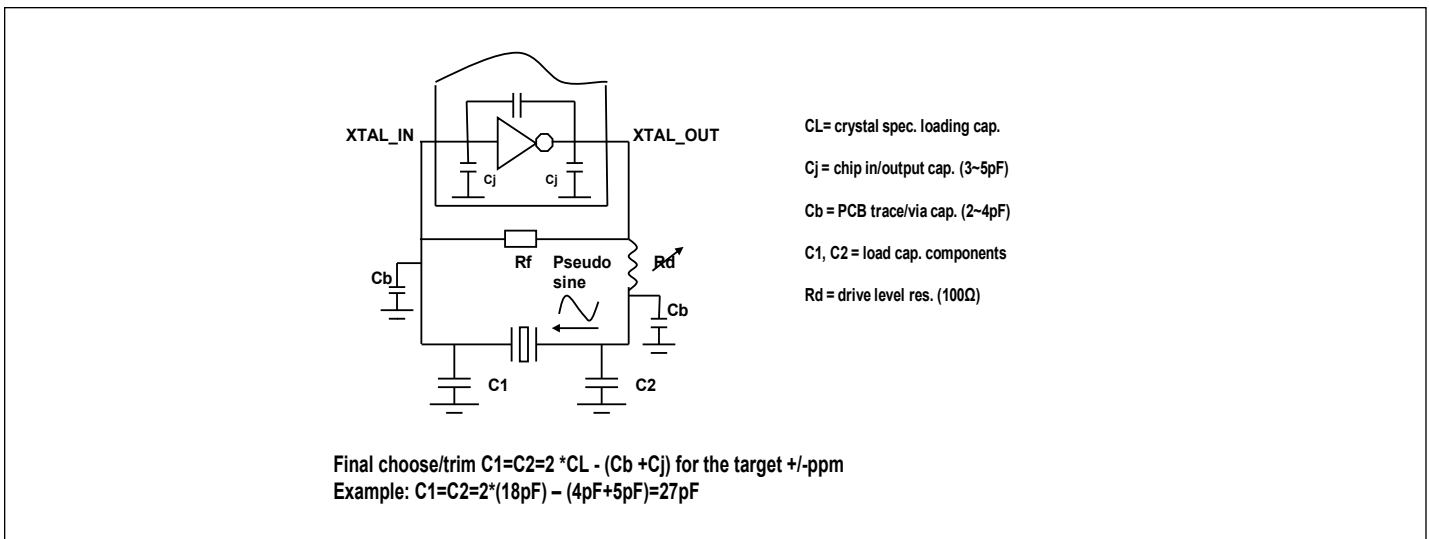 XTAL_IN
XTAL_OUT
Cj
Cj
Rf
Pseudo
sine
Rd
Cb
Cb
C1
C2
CL= crystal spec. loading cap.
Cj = chip in/output cap. (3~5pF)
Cb = PCB trace/via cap. (2~4pF)
C1, C2 = load cap. components
Rd = drive level res. (100Ω)
Final choose/trim C1=C2=2 *CL - (Cb +Cj) for the target +/-ppm
Example: C1=C2=2*(18pF) – (4pF+5pF)=27pF